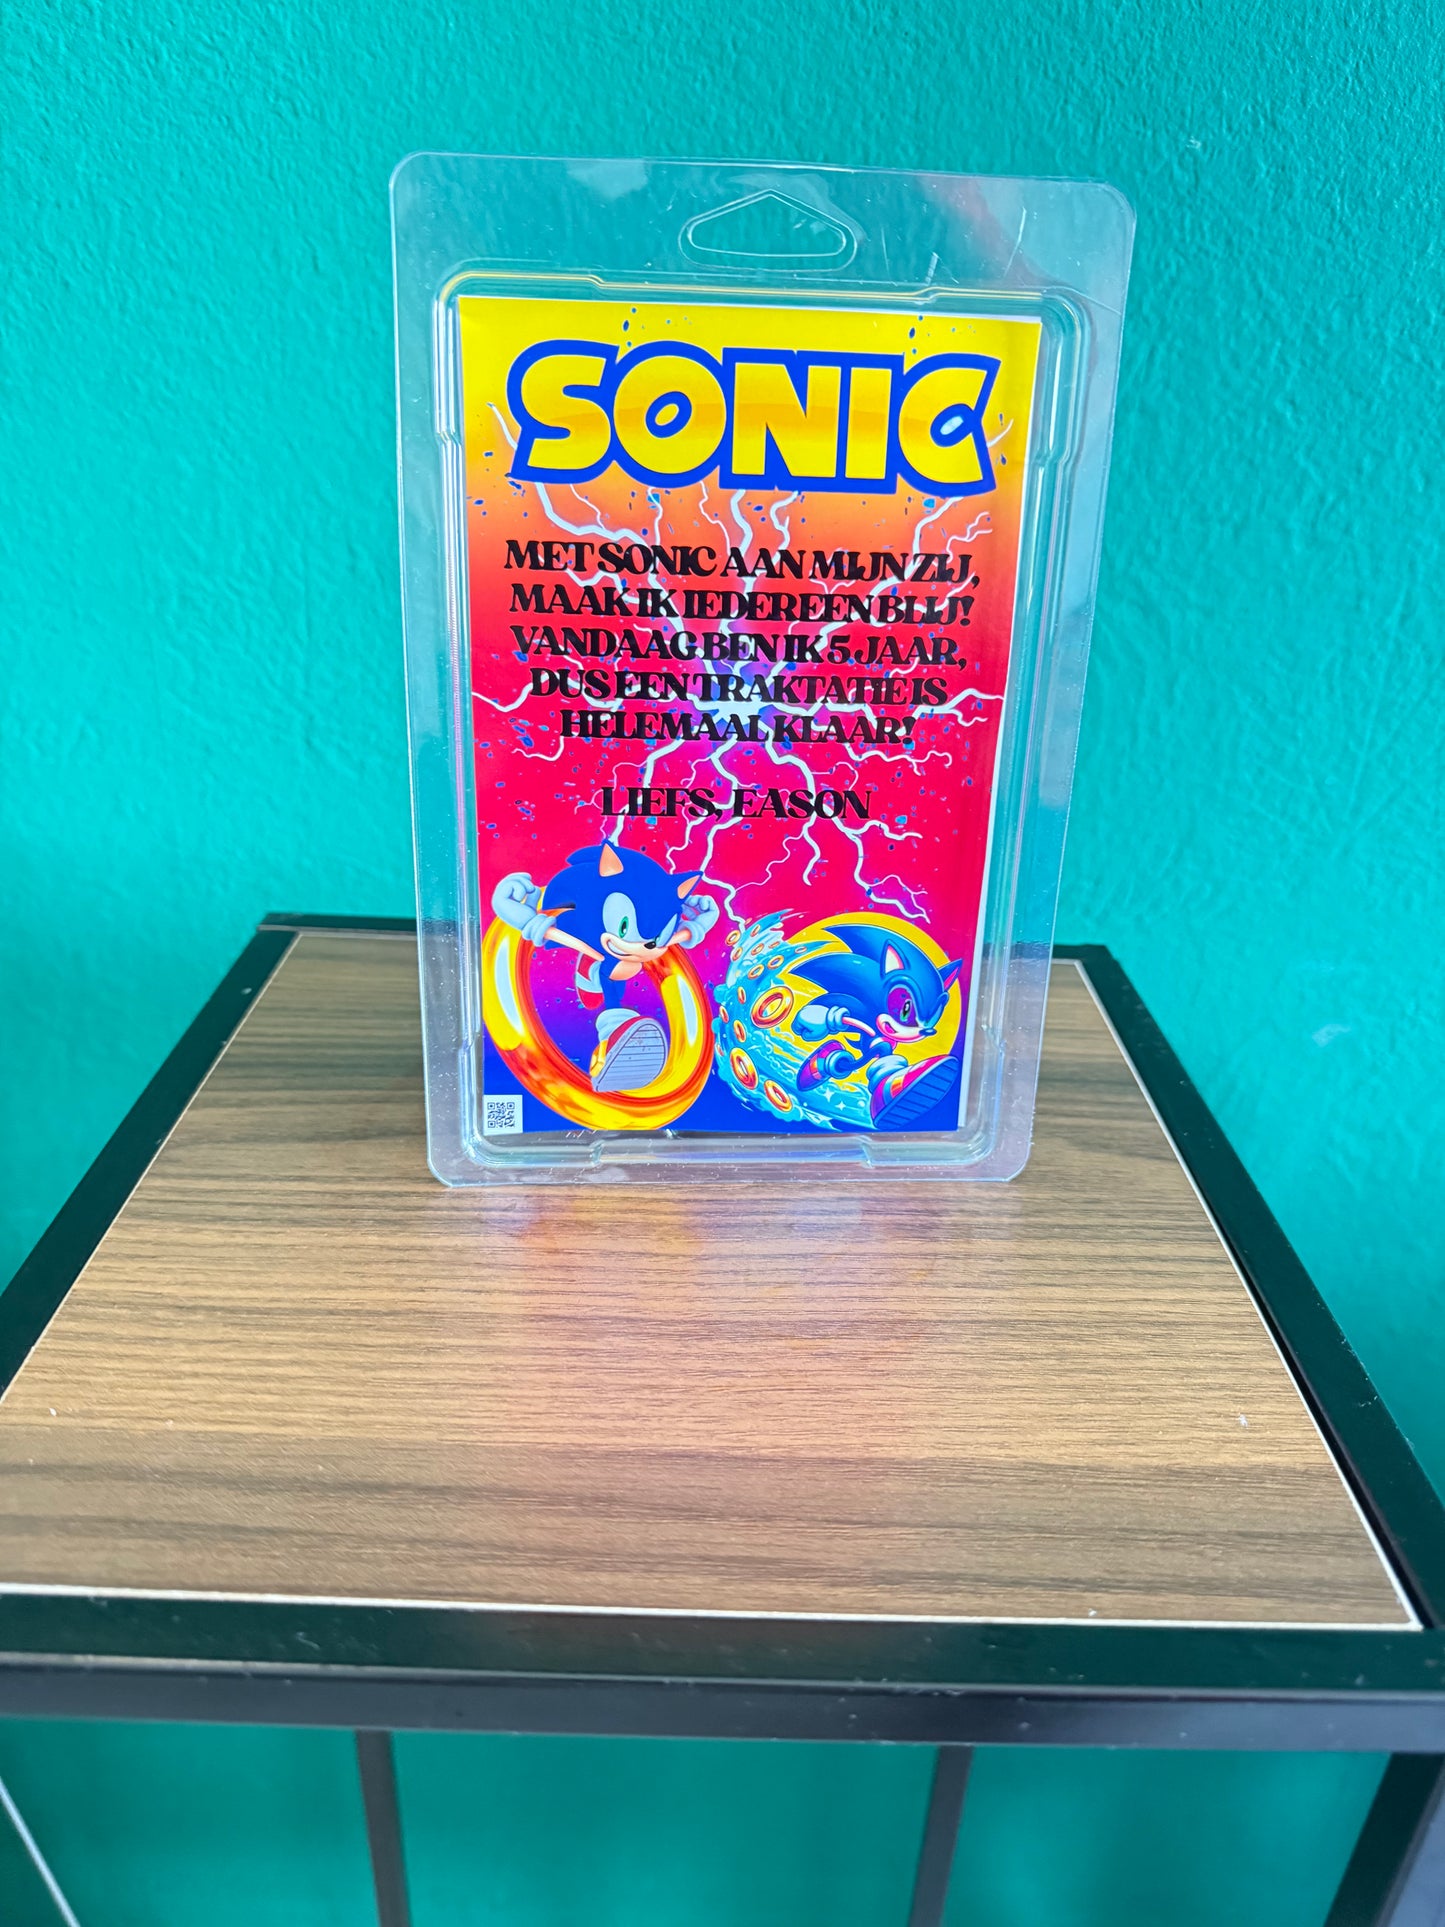 SONIC
MET SONIC AAN MIJN ZIJ,
MAAK IK IEDEREEN BLIJ!
VANDAAG BEN IK 5 JAAR,
DUS EEN TRAKTATIE IS
HELEMAAL KLAAR!
LIEFS, EASON